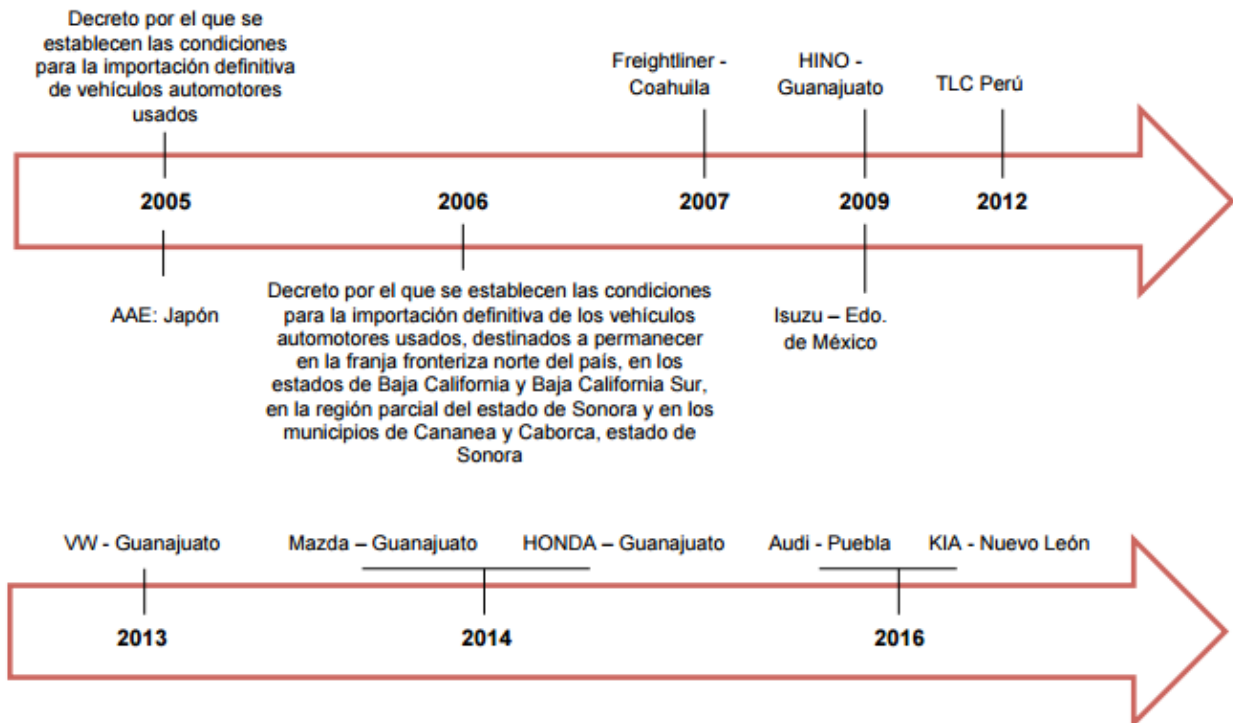 Decreto por el que se
establecen las condiciones
para la importación definitiva
de vehículos automotores
usados
Freightliner -
Coahuila
HINO -
Guanajuato
TLC Perú
2005
2006
2007
2009
2012
AAE: Japón
Decreto por el que se establecen las condiciones
para la importación definitiva de los vehículos
automotores usados, destinados a permanecer
en la franja fronteriza norte del país, en los
estados de Baja California y Baja California Sur,
en la región parcial del estado de Sonora y en los
municipios de Cananea y Caborca, estado de
Sonora
Isuzu – Edo.
de México
VW - Guanajuato
Mazda – Guanajuato
HONDA – Guanajuato
Audi - Puebla
KIA - Nuevo León
2013
2014
2016